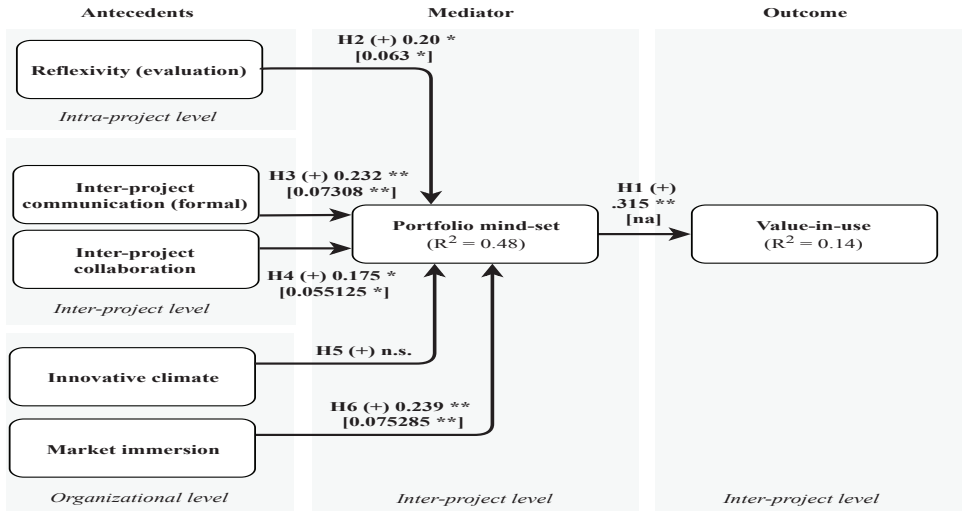 Antecedents
Mediator
Outcome
H2 (+) 0.20 *
[0.063 *]
Reflexivity (evaluation)
Intra-project level
H3 (+) 0.232 **
[0.07308 **]
Inter-project
communication (formal)
H1 (+)
.315 **
[na]
Portfolio mind-set
(R² = 0.48)
Value-in-use
(R² = 0.14)
Inter-project
collaboration
H4 (+) 0.175 *
[0.055125 *]
Inter-project level
H5 (+) n.s.
Innovative climate
H6 (+) 0.239 **
[0.075285 **]
Market immersion
Organizational level
Inter-project level
Inter-project level